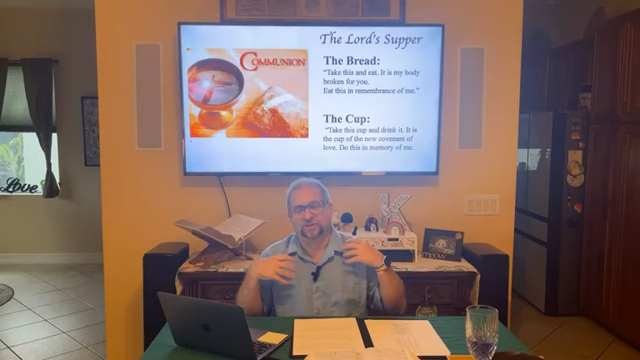 The Lord's Supper
COMMUNION
The Bread:
"Take this and eat. It is my body
broken for you.
Eat this in remembrance of me."
The Cup:
"Take this cup and drink it. It is
the cup of the new covenant of
love. Do this in memory of me.
Love
K
meow